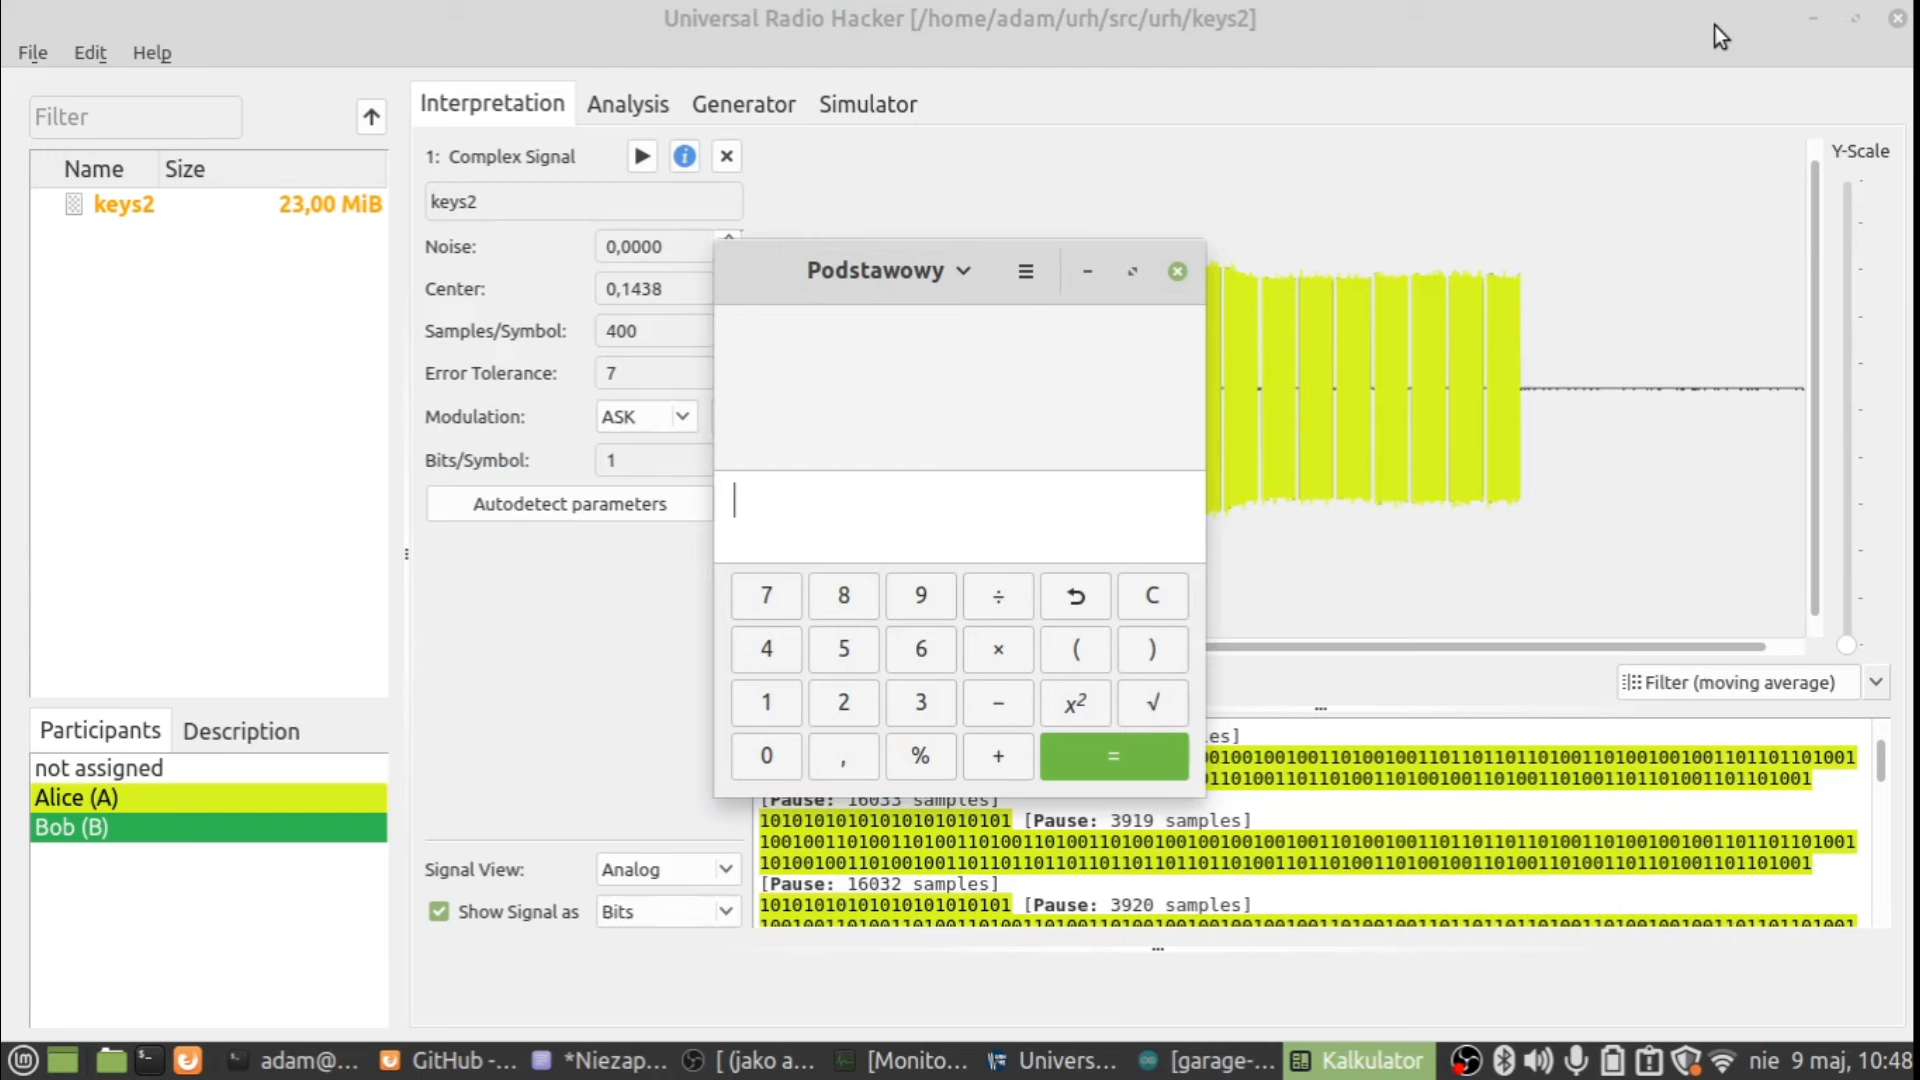 Universal Radio Hacker [/home/adam/urh/src/urh/keys2]
File Edit Help
Filter
Name Size
keys2 23,00 MiB
Interpretation Analysis Generator Simulator
1: Complex Signal
keys2
Noise: 0,0000
Center: 0,1438
Samples/Symbol: 400
Error Tolerance: 7
Modulation: ASK
Bits/Symbol: 1
Autodetect parameters
Y-Scale
Podstawowy
7 8 9 ÷ C
4 5 6 × ( )
1 2 3 − x² √
0 , % + =
Filter (moving average)
Participants Description
not assigned
Alice (A)
Bob (B)
Signal View: Analog
Show Signal as Bits
[Pause: 16033 samples]
10101010101010101010101 [Pause: 3919 samples]
[Pause: 16032 samples]
10101010101010101010101 [Pause: 3920 samples]
adam@... GitHub -... *Niezap... [ (jako a... [Monito... Univers... [garage-... Kalkulator nie 9 maj, 10:48